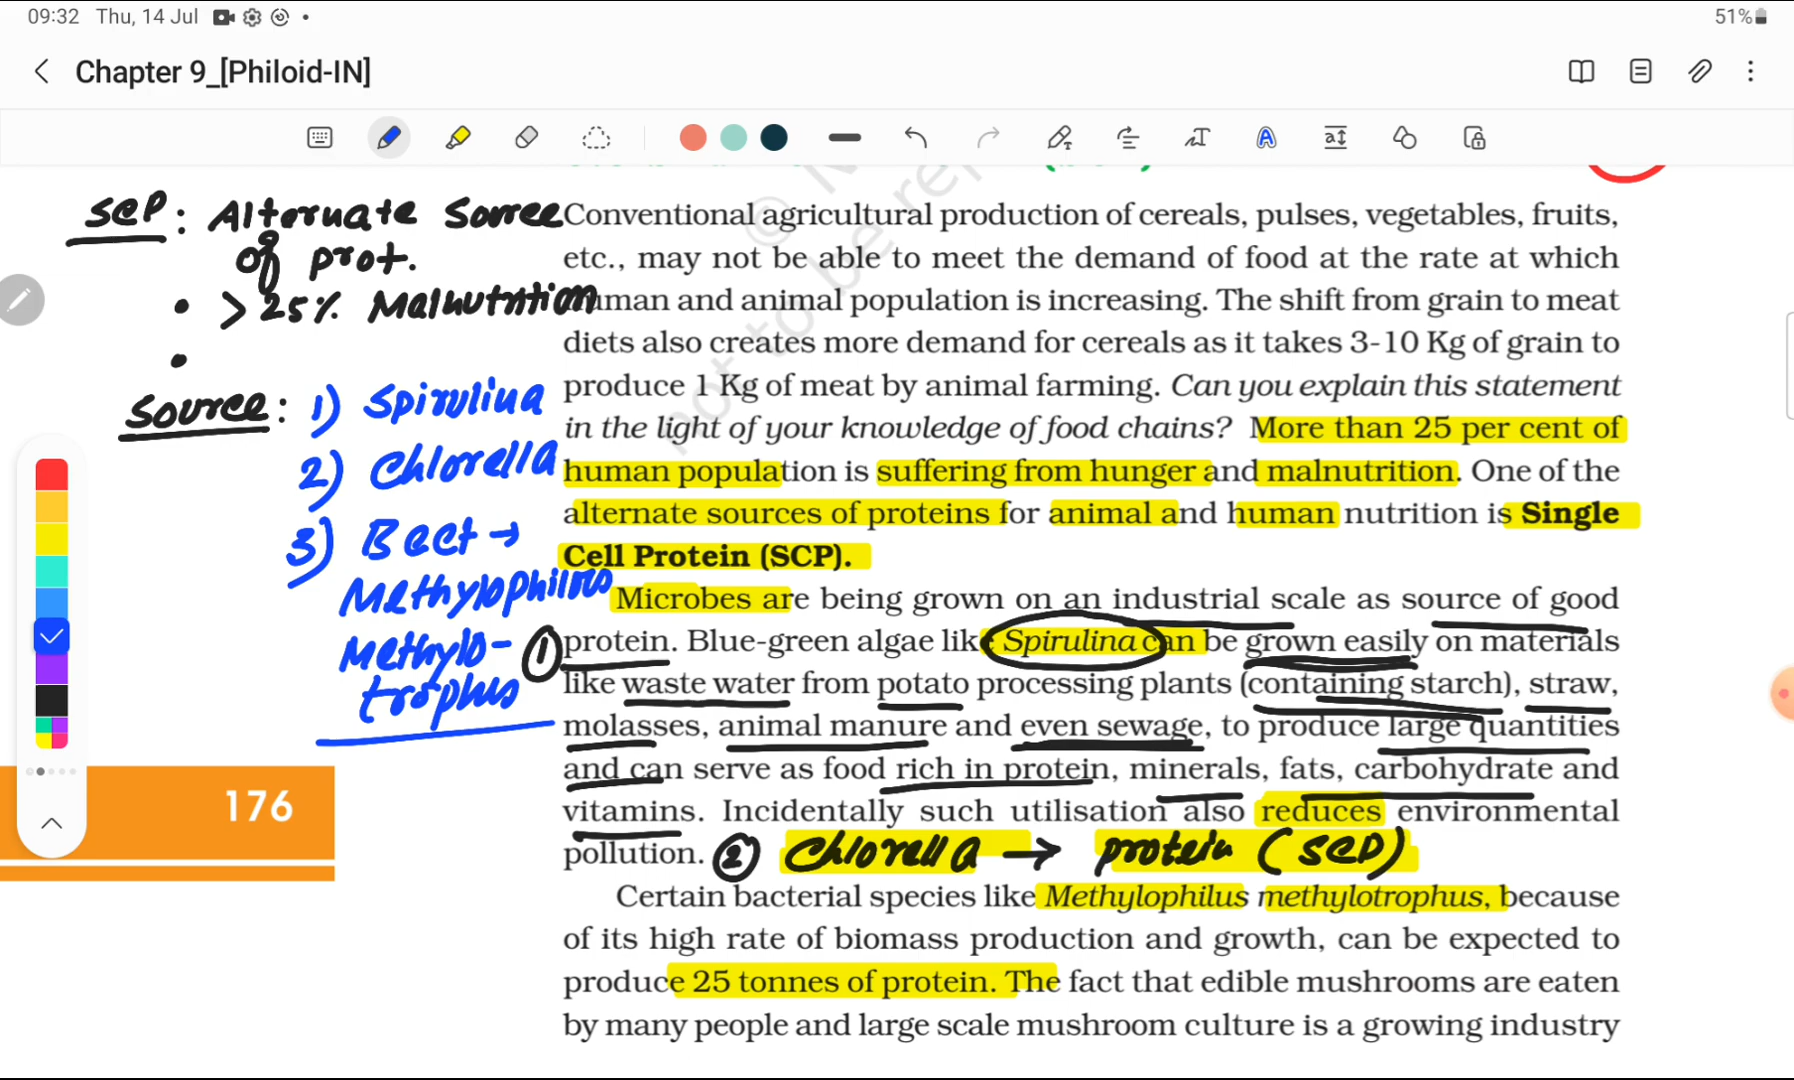 09:32 Thu, 14 Jul
51%
Chapter 9_[Philoid-IN]
SCP : Alternate Source
of prot.
• > 25% Malnutrition
•
Source : 1) Spirulina
2) Chlorella
3) Bact →
Methylophilus
Methylo-
trophus
176
Conventional agricultural production of cereals, pulses, vegetables, fruits,
etc., may not be able to meet the demand of food at the rate at which
uman and animal population is increasing. The shift from grain to meat
diets also creates more demand for cereals as it takes 3-10 Kg of grain to
produce 1 Kg of meat by animal farming. Can you explain this statement
in the light of your knowledge of food chains? More than 25 per cent of
human population is suffering from hunger and malnutrition. One of the
alternate sources of proteins for animal and human nutrition is Single
Cell Protein (SCP).
Microbes are being grown on an industrial scale as source of good
① protein. Blue-green algae like Spirulina can be grown easily on materials
like waste water from potato processing plants (containing starch), straw,
molasses, animal manure and even sewage, to produce large quantities
and can serve as food rich in protein, minerals, fats, carbohydrate and
vitamins. Incidentally such utilisation also reduces environmental
pollution. ② Chlorella → protein (SCP)
Certain bacterial species like Methylophilus methylotrophus, because
of its high rate of biomass production and growth, can be expected to
produce 25 tonnes of protein. The fact that edible mushrooms are eaten
by many people and large scale mushroom culture is a growing industry
not to be re